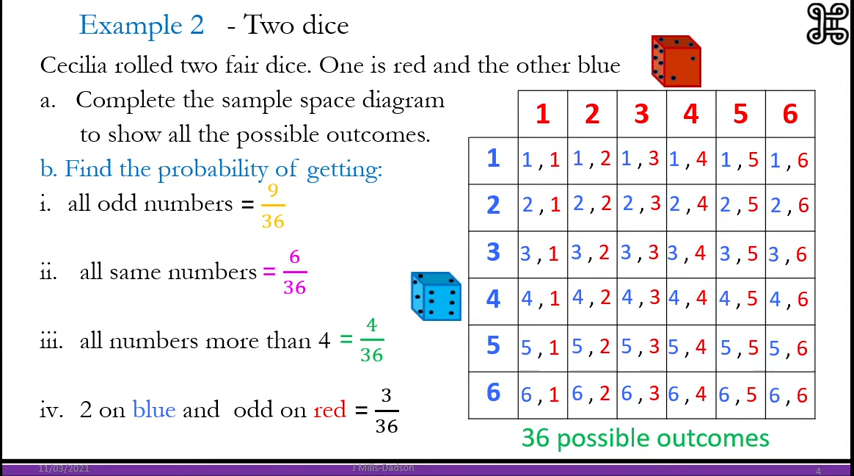 Example 2 - Two dice
Cecilia rolled two fair dice. One is red and the other blue
a. Complete the sample space diagram
to show all the possible outcomes.
b. Find the probability of getting:
i. all odd numbers = 9/36
ii. all same numbers = 6/36
iii. all numbers more than 4 = 4/36
iv. 2 on blue and odd on red = 3/36
1 2 3 4 5 6
1 1,1 1,2 1,3 1,4 1,5 1,6
2 2,1 2,2 2,3 2,4 2,5 2,6
3 3,1 3,2 3,3 3,4 3,5 3,6
4 4,1 4,2 4,3 4,4 4,5 4,6
5 5,1 5,2 5,3 5,4 5,5 5,6
6 6,1 6,2 6,3 6,4 6,5 6,6
36 possible outcomes
11/03/2021 J Mills-Dadson 4